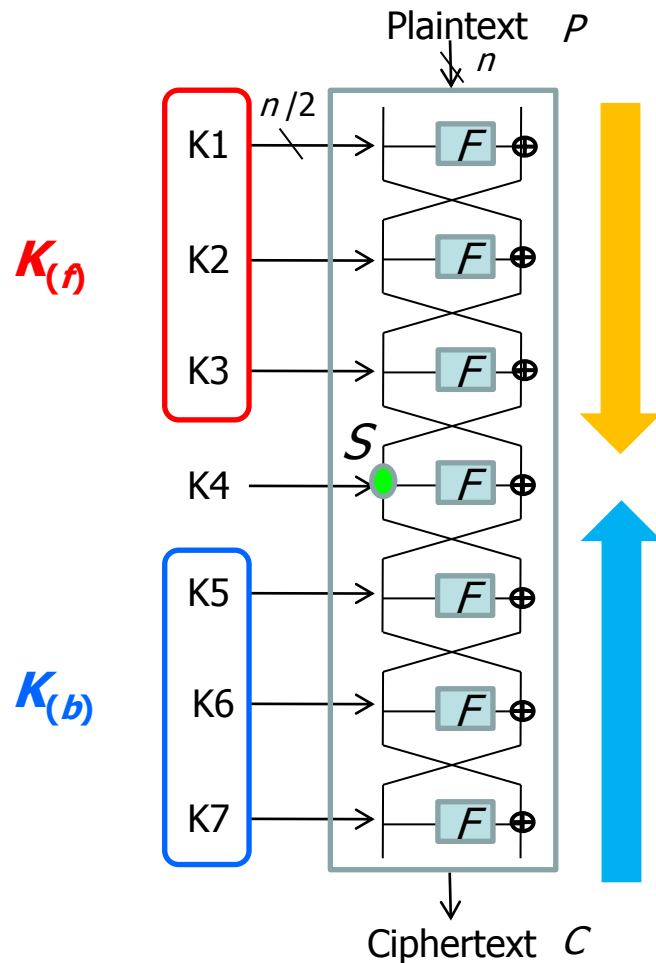 Plaintext P
n
n/2
K1 F ⊕
K2 F ⊕
K(f)
K3 F ⊕
S
K4 F ⊕
K5 F ⊕
K(b)
K6 F ⊕
K7 F ⊕
Ciphertext C